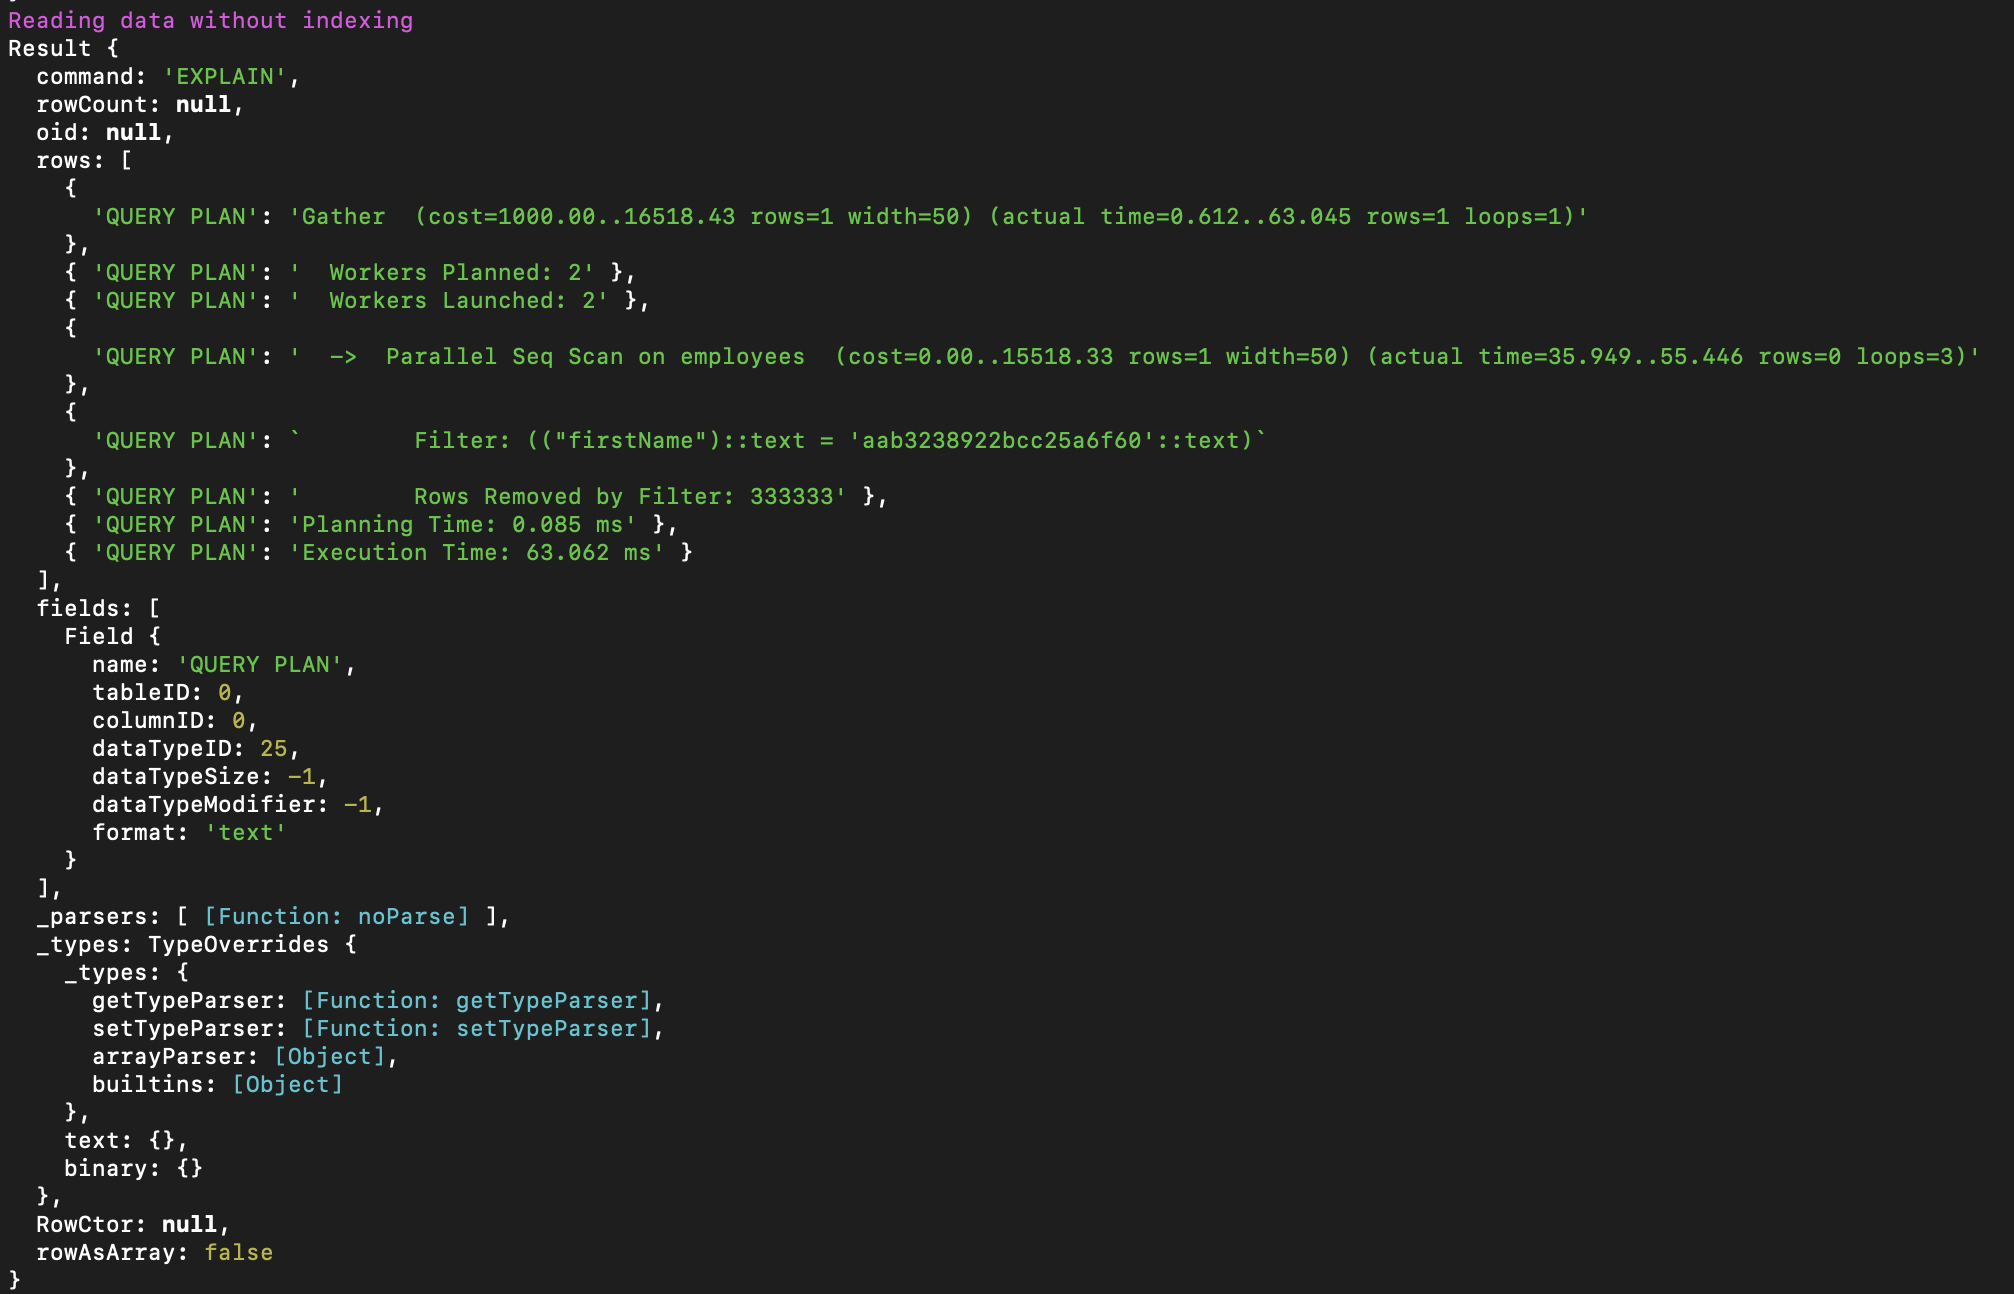 Reading data without indexing
Result {
  command: 'EXPLAIN',
  rowCount: null,
  oid: null,
  rows: [
    {
      'QUERY PLAN': 'Gather  (cost=1000.00..16518.43 rows=1 width=50) (actual time=0.612..63.045 rows=1 loops=1)'
    },
    { 'QUERY PLAN': '  Workers Planned: 2' },
    { 'QUERY PLAN': '  Workers Launched: 2' },
    {
      'QUERY PLAN': '  ->  Parallel Seq Scan on employees  (cost=0.00..15518.33 rows=1 width=50) (actual time=35.949..55.446 rows=0 loops=3)'
    },
    {
      'QUERY PLAN': `        Filter: (("firstName")::text = 'aab3238922bcc25a6f60'::text)`
    },
    { 'QUERY PLAN': '        Rows Removed by Filter: 333333' },
    { 'QUERY PLAN': 'Planning Time: 0.085 ms' },
    { 'QUERY PLAN': 'Execution Time: 63.062 ms' }
  ],
  fields: [
    Field {
      name: 'QUERY PLAN',
      tableID: 0,
      columnID: 0,
      dataTypeID: 25,
      dataTypeSize: -1,
      dataTypeModifier: -1,
      format: 'text'
    }
  ],
  _parsers: [ [Function: noParse] ],
  _types: TypeOverrides {
    _types: {
      getTypeParser: [Function: getTypeParser],
      setTypeParser: [Function: setTypeParser],
      arrayParser: [Object],
      builtins: [Object]
    },
    text: {},
    binary: {}
  },
  RowCtor: null,
  rowAsArray: false
}